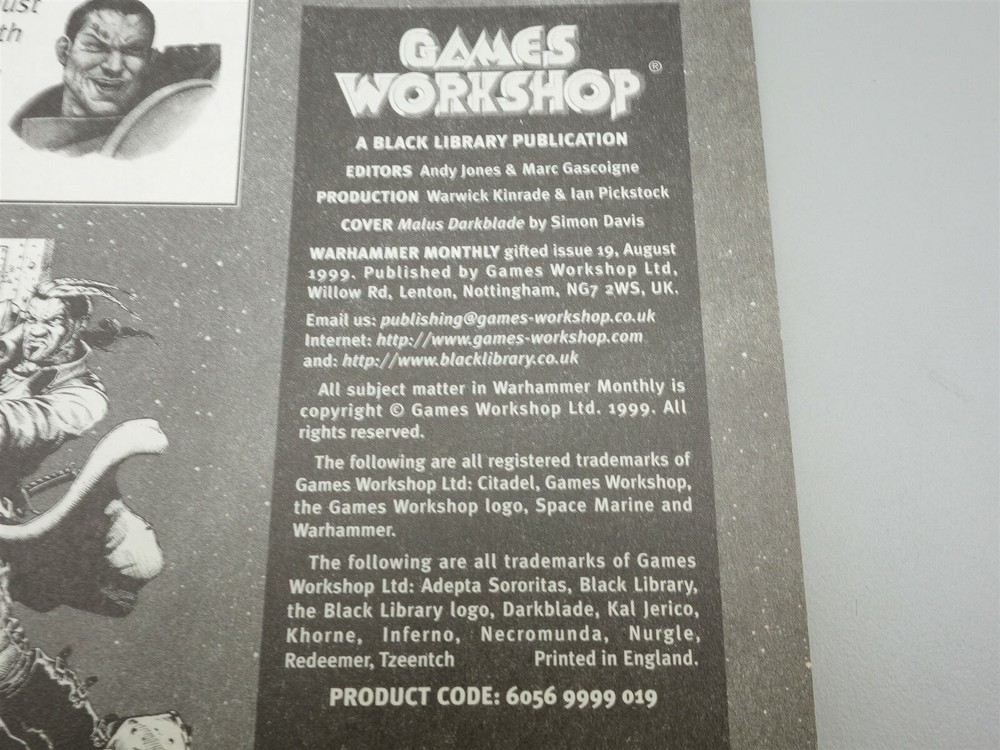 ust
th
GAMES
WORKSHOP®
A BLACK LIBRARY PUBLICATION
EDITORS Andy Jones & Marc Gascoigne
PRODUCTION Warwick Kinrade & Ian Pickstock
COVER Malus Darkblade by Simon Davis
WARHAMMER MONTHLY gifted issue 19, August
1999. Published by Games Workshop Ltd,
Willow Rd, Lenton, Nottingham, NG7 2WS, UK.
Email us: publishing@games-workshop.co.uk
Internet: http://www.games-workshop.com
and: http://www.blacklibrary.co.uk
All subject matter in Warhammer Monthly is
copyright © Games Workshop Ltd. 1999. All
rights reserved.
The following are all registered trademarks of
Games Workshop Ltd: Citadel, Games Workshop,
the Games Workshop logo, Space Marine and
Warhammer.
The following are all trademarks of Games
Workshop Ltd: Adepta Sororitas, Black Library,
the Black Library logo, Darkblade, Kal Jerico,
Khorne, Inferno, Necromunda, Nurgle,
Redeemer, Tzeentch Printed in England.
PRODUCT CODE: 6056 9999 019